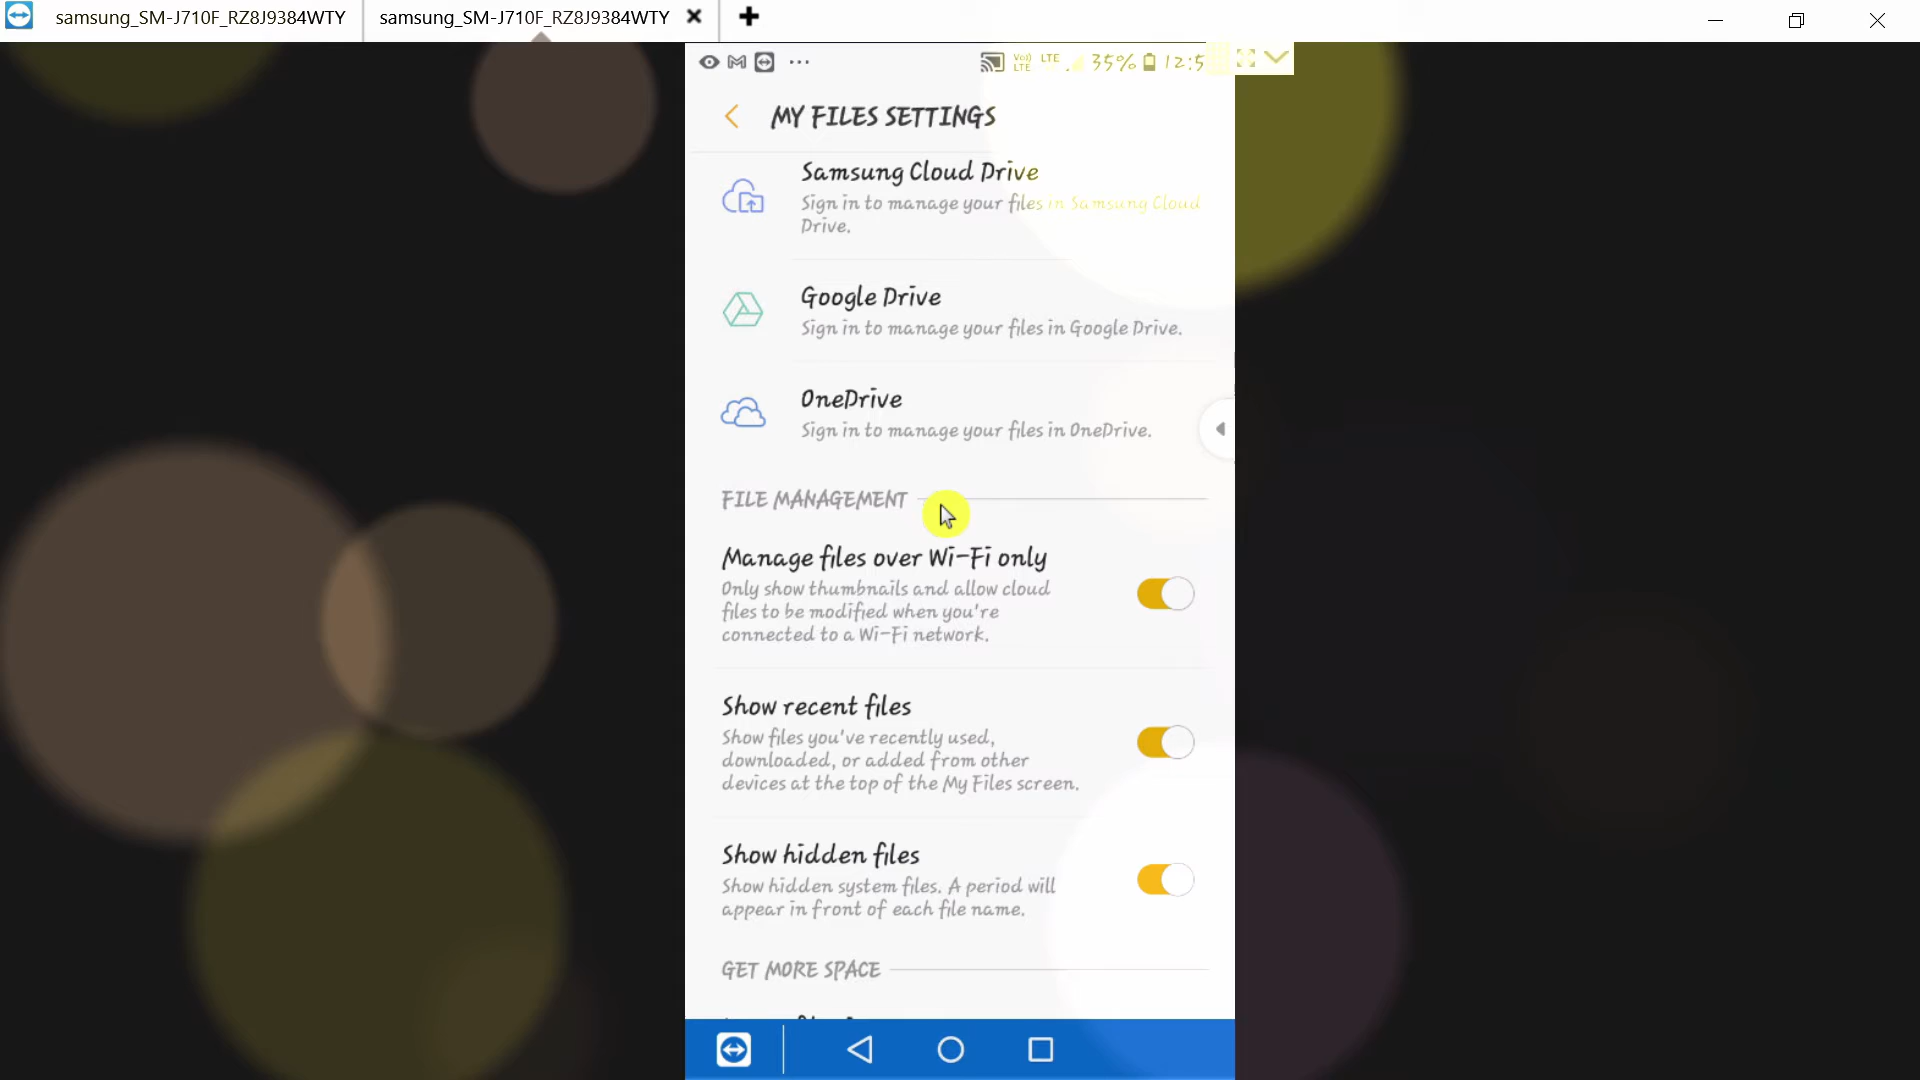 samsung_SM-J710F_RZ8J9384WTY samsung_SM-J710F_RZ8J9384WTY
VoD LTE LTE 35% 12:5
MY FILES SETTINGS
Samsung Cloud Drive
Sign in to manage your files in Samsung Cloud
Drive.
Google Drive
Sign in to manage your files in Google Drive.
OneDrive
Sign in to manage your files in OneDrive.
FILE MANAGEMENT
Manage files over Wi-Fi only
Only show thumbnails and allow cloud
files to be modified when you're
connected to a Wi-Fi network.
Show recent files
Show files you've recently used,
downloaded, or added from other
devices at the top of the My Files screen.
Show hidden files
Show hidden system files. A period will
appear in front of each file name.
GET MORE SPACE